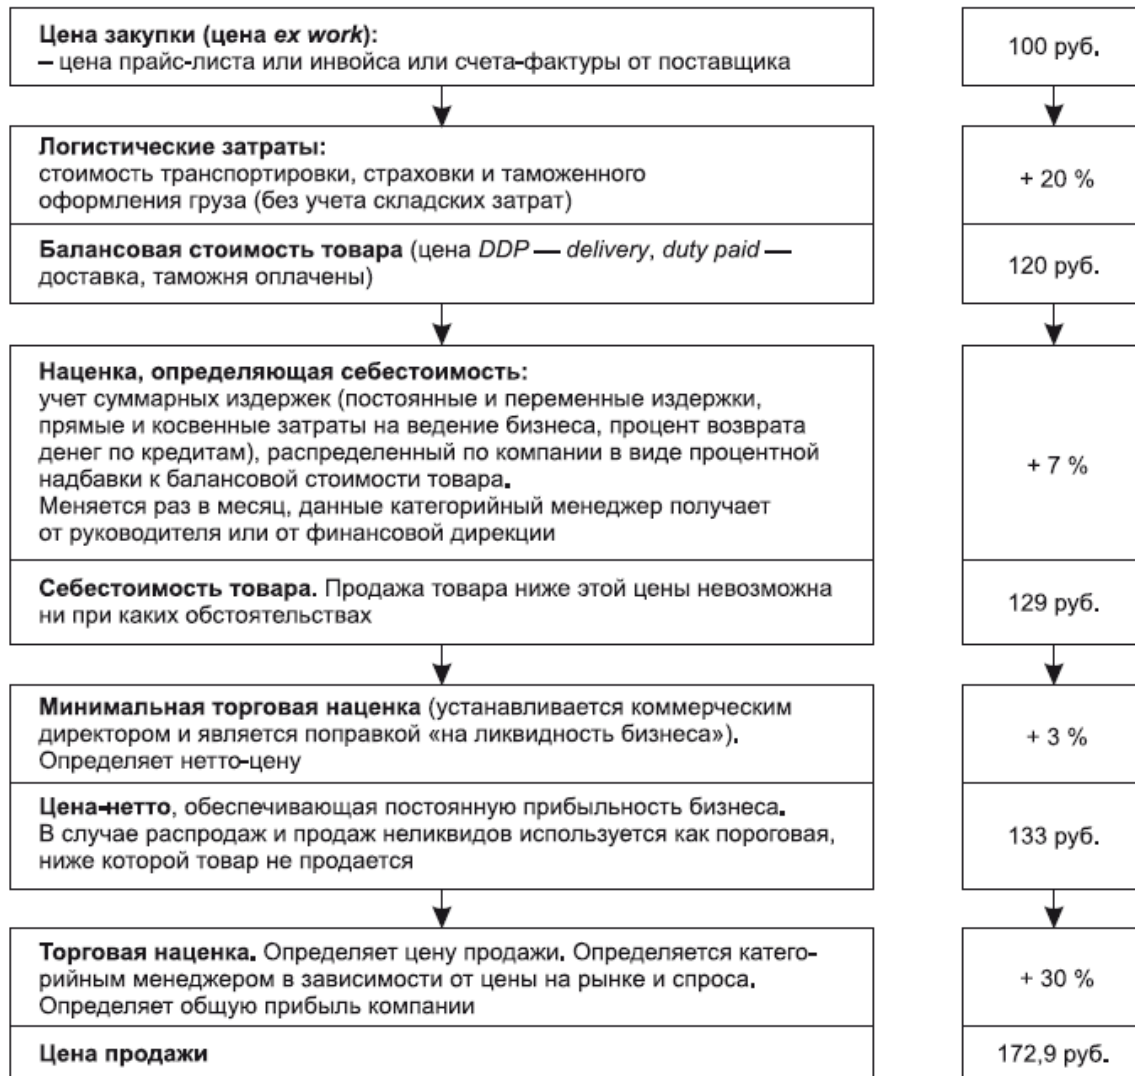 Цена закупки (цена ex work):
– цена прайс-листа или инвойса или счета-фактуры от поставщика
100 руб.
Логистические затраты:
стоимость транспортировки, страховки и таможенного
оформления груза (без учета складских затрат)
+ 20 %
Балансовая стоимость товара (цена DDP — delivery, duty paid —
доставка, таможня оплачены)
120 руб.
Наценка, определяющая себестоимость:
учет суммарных издержек (постоянные и переменные издержки,
прямые и косвенные затраты на ведение бизнеса, процент возврата
денег по кредитам), распределенный по компании в виде процентной
надбавки к балансовой стоимости товара.
Меняется раз в месяц, данные категорийный менеджер получает
от руководителя или от финансовой дирекции
+ 7 %
Себестоимость товара. Продажа товара ниже этой цены невозможна
ни при каких обстоятельствах
129 руб.
Минимальная торговая наценка (устанавливается коммерческим
директором и является поправкой «на ликвидность бизнеса»).
Определяет нетто-цену
+ 3 %
Цена-нетто, обеспечивающая постоянную прибыльность бизнеса.
В случае распродаж и продаж неликвидов используется как пороговая,
ниже которой товар не продается
133 руб.
Торговая наценка. Определяет цену продажи. Определяется катего-
рийным менеджером в зависимости от цены на рынке и спроса.
Определяет общую прибыль компании
+ 30 %
Цена продажи
172,9 руб.